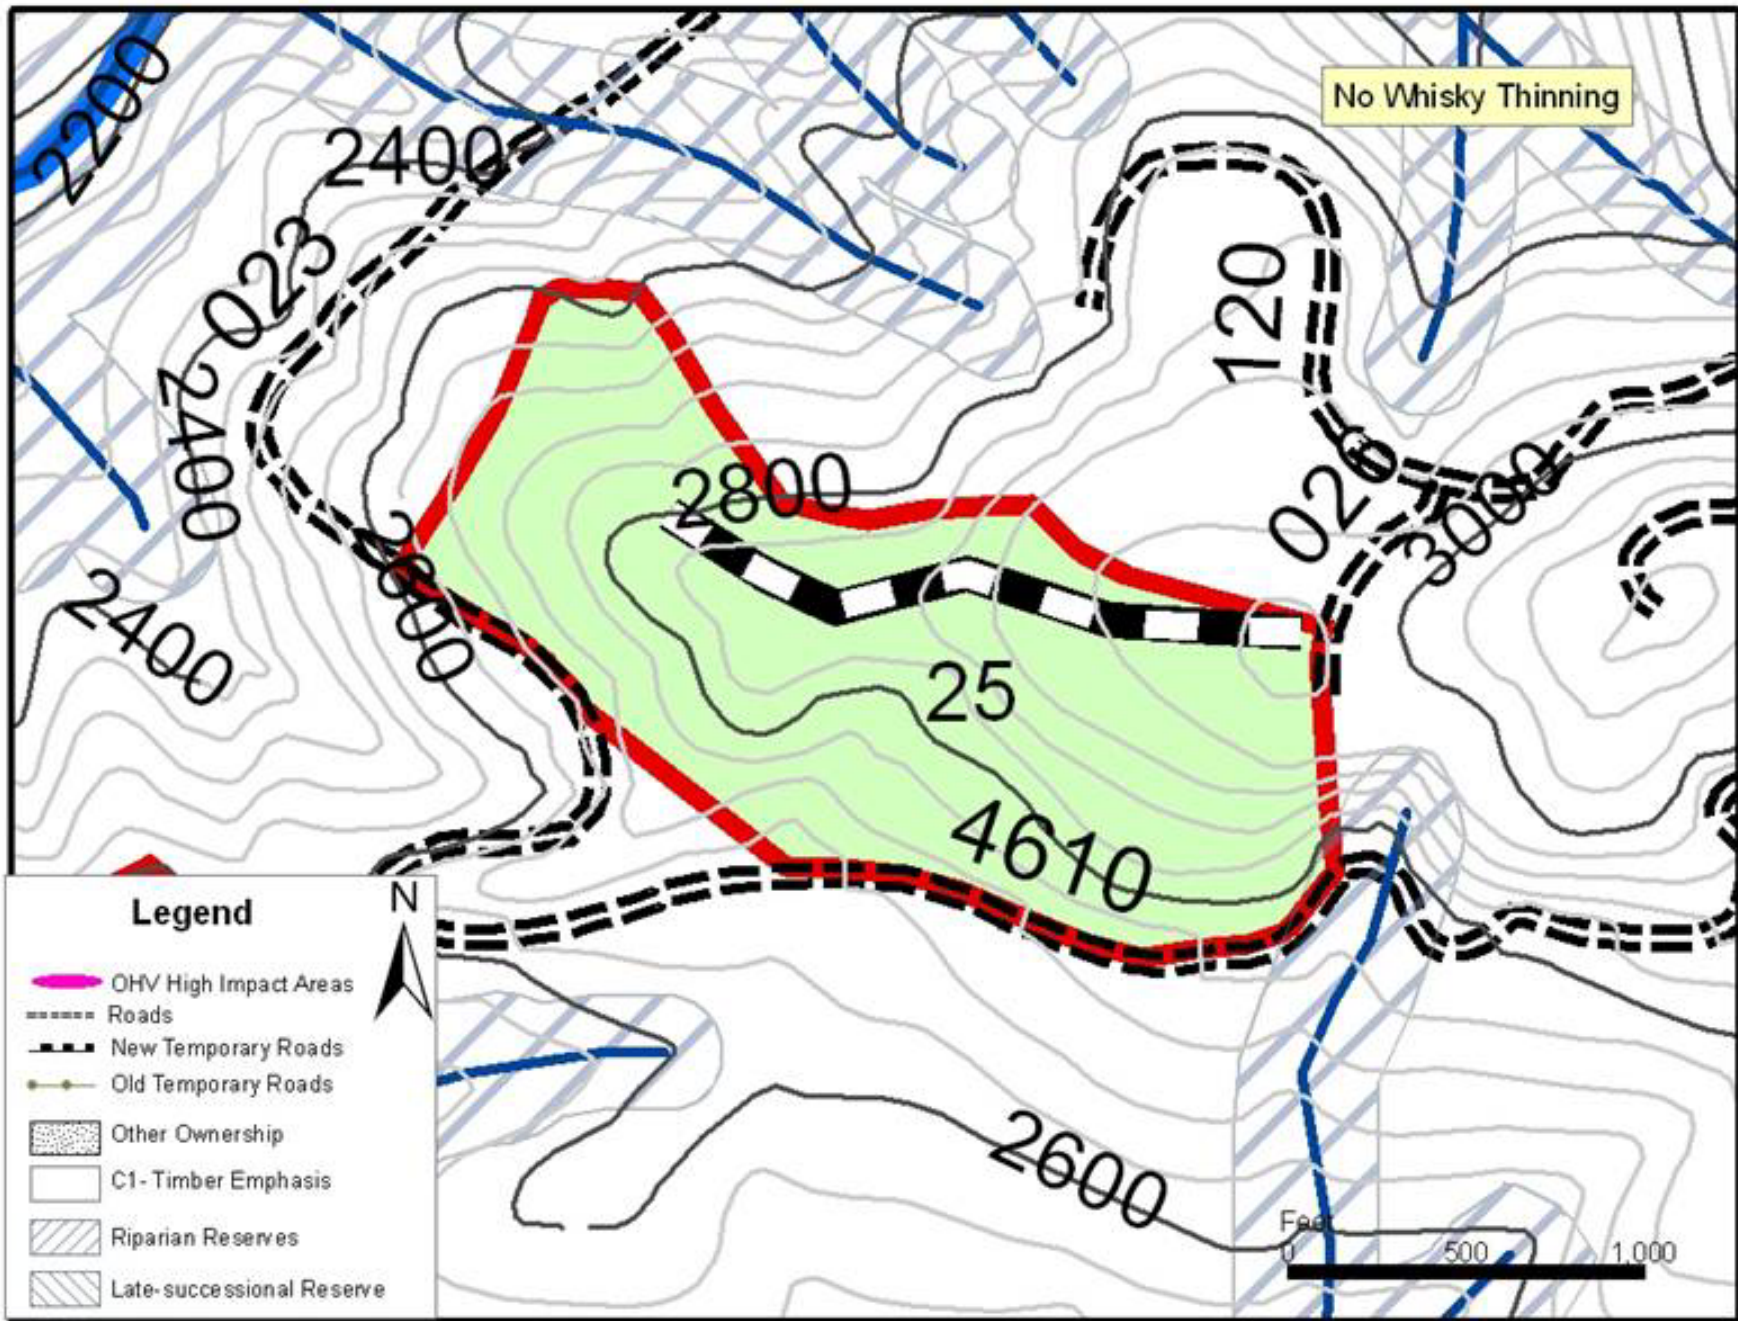 2200
No Whisky Thinning
2400
023
120
2400
2800
026
3000
2600
2400
25
4610
Legend
N
OHV High Impact Areas
Roads
New Temporary Roads
Old Temporary Roads
Other Ownership
C1- Timber Emphasis
Riparian Reserves
Late-successional Reserve
2600
Feet
0 500 1,000